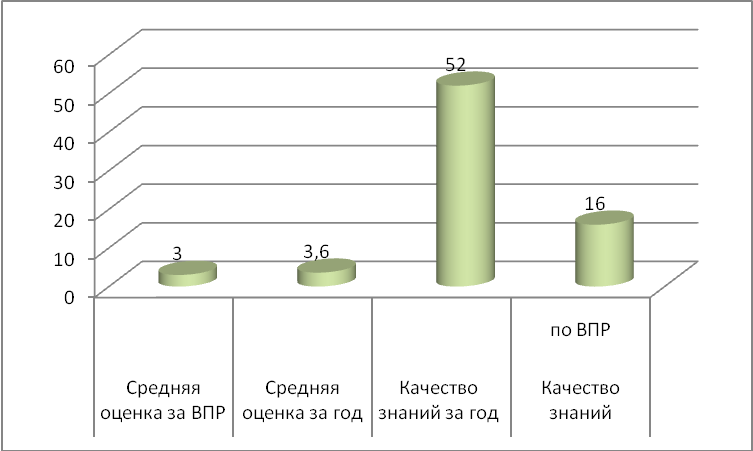 60
50
40
30
20
10
0
3
3,6
52
16
Средняя
оценка за ВПР
Средняя
оценка за год
Качество
знаний за год
по ВПР
Качество
знаний